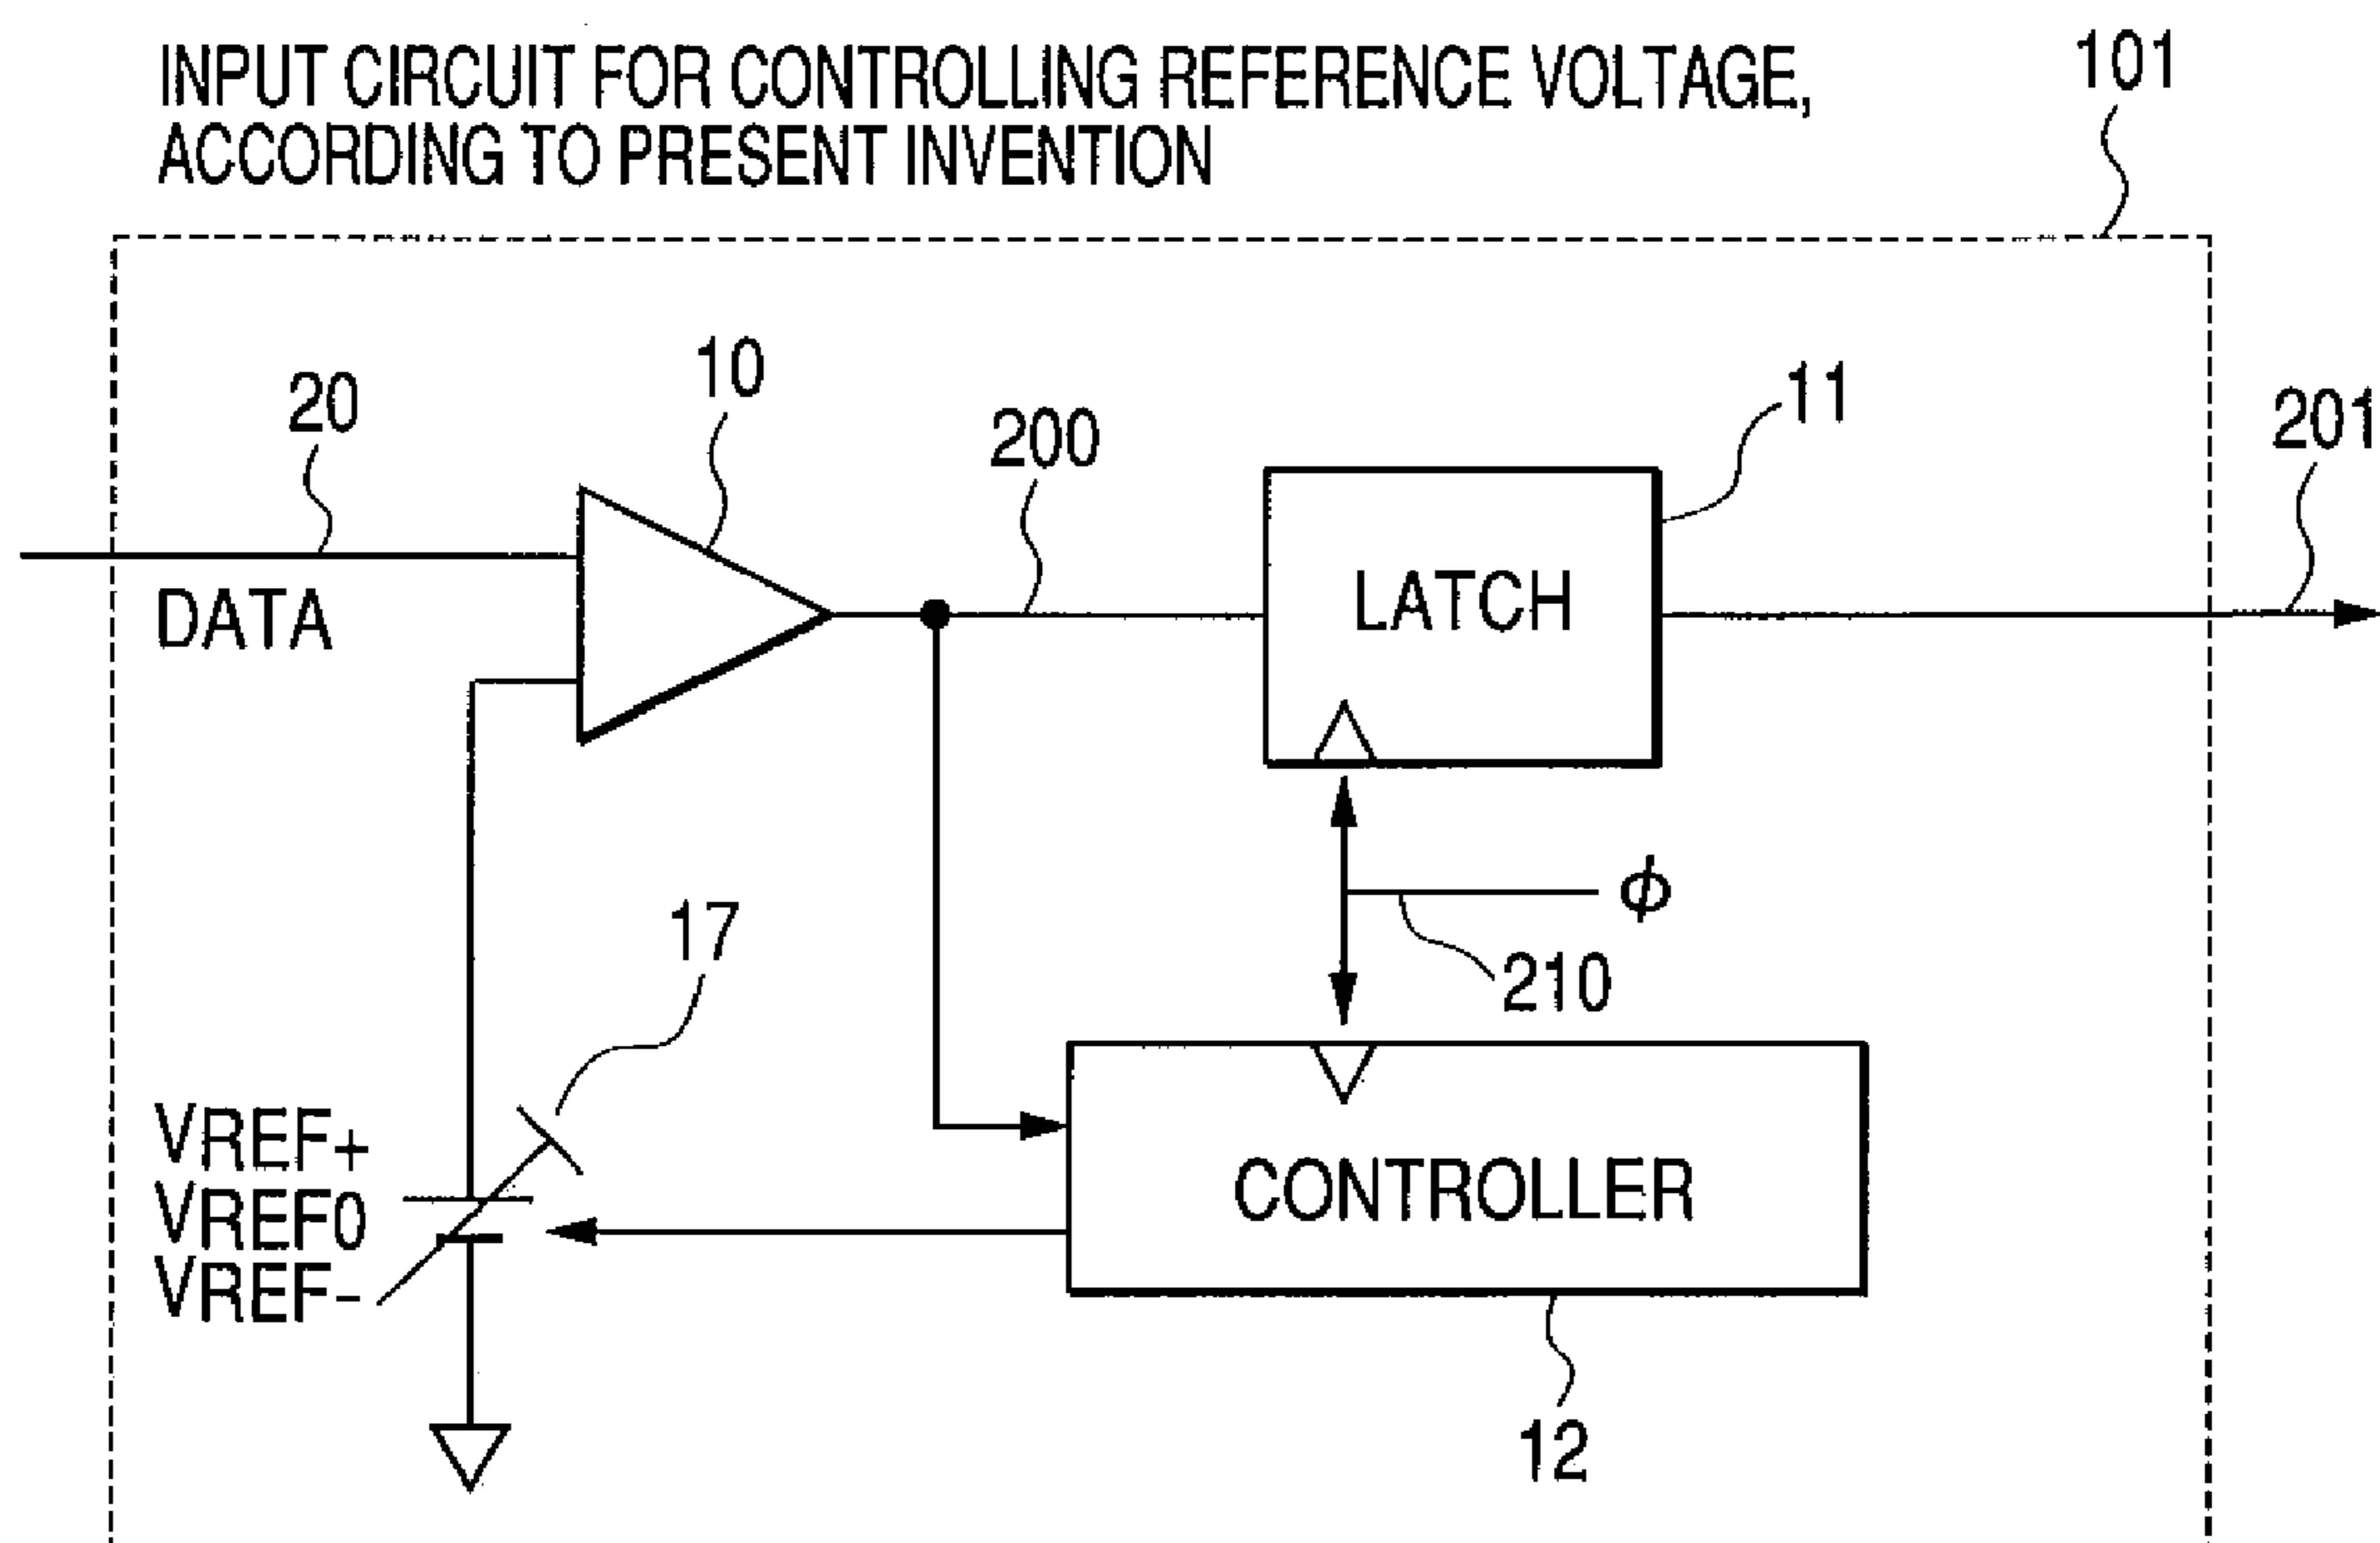 INPUT CIRCUIT FOR CONTROLLING REFERENCE VOLTAGE,
ACCORDING TO PRESENT INVENTION
101
20
10
200
11
201
DATA
LATCH
ϕ
210
17
VREF+
VREF0
VREF-
CONTROLLER
12